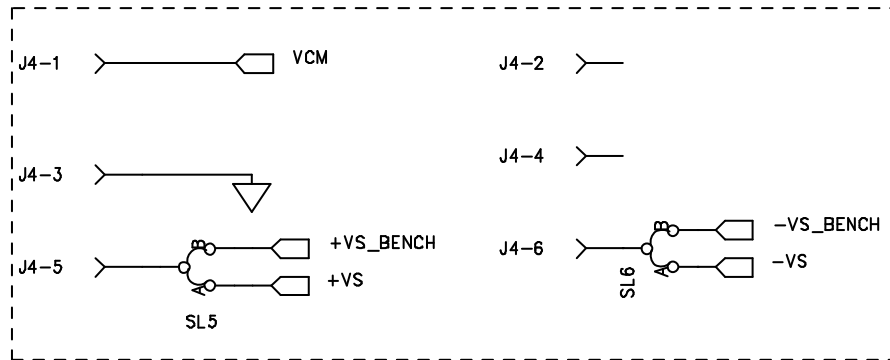 J4-1 VCM J4-2
J4-4
J4-3
B +VS_BENCH B -VS_BENCH
J4-5 J4-6
A +VS A -VS
SL5 SL6